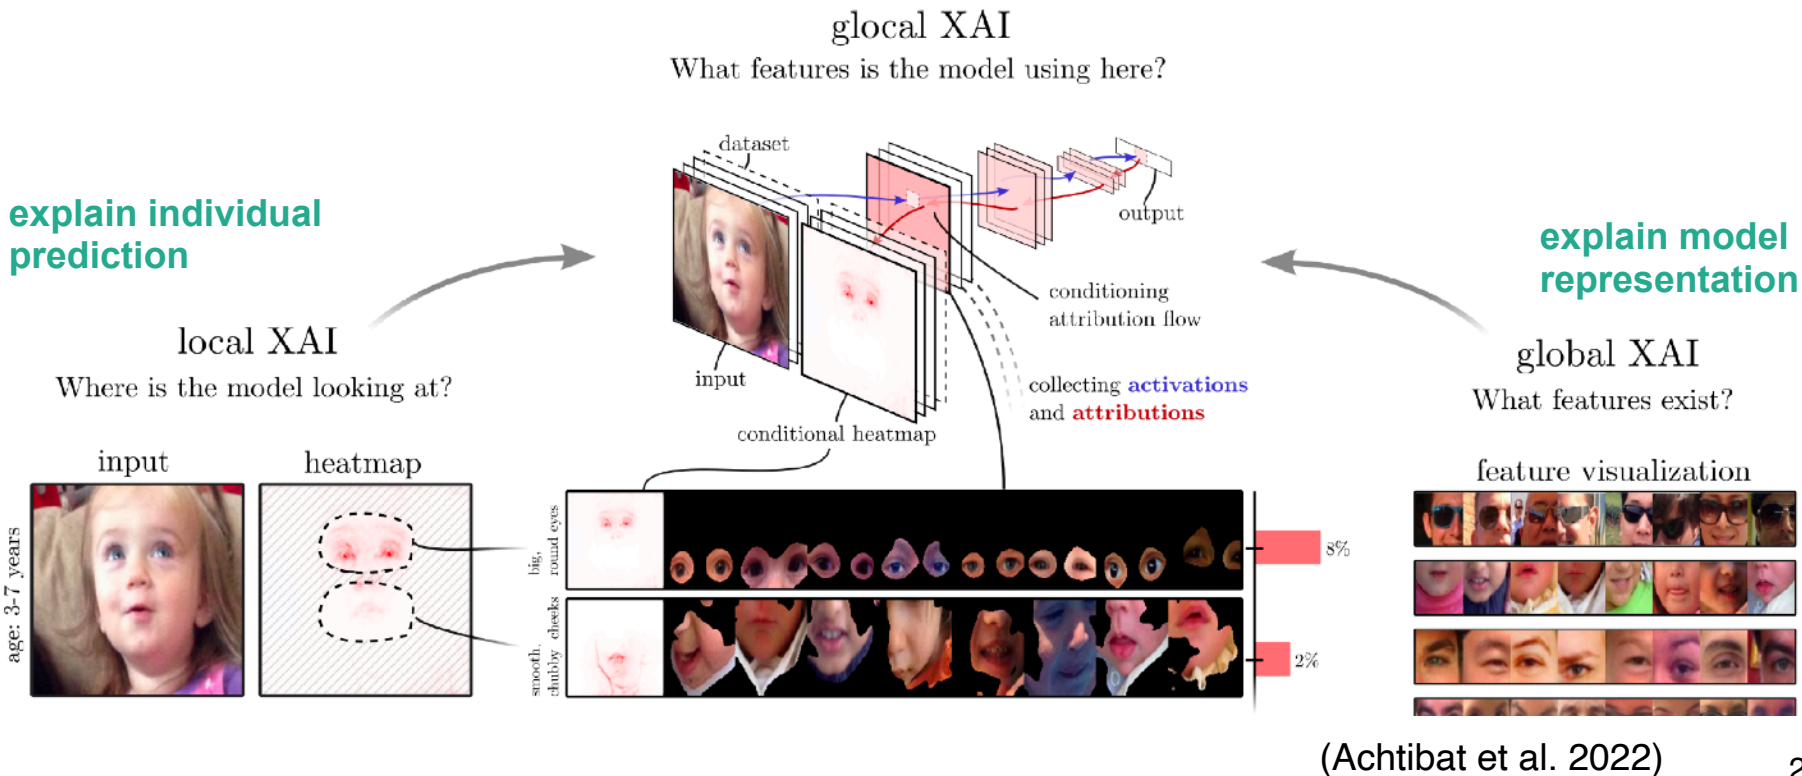 glocal XAI
What features is the model using here?
dataset
output
conditioning
attribution flow
input
collecting activations
and attributions
conditional heatmap
explain individual
prediction
local XAI
Where is the model looking at?
input
heatmap
age: 3-7 years
big,
round eyes
8%
smooth,
chubby cheeks
2%
explain model
representation
global XAI
What features exist?
feature visualization
(Achtibat et al. 2022)
2